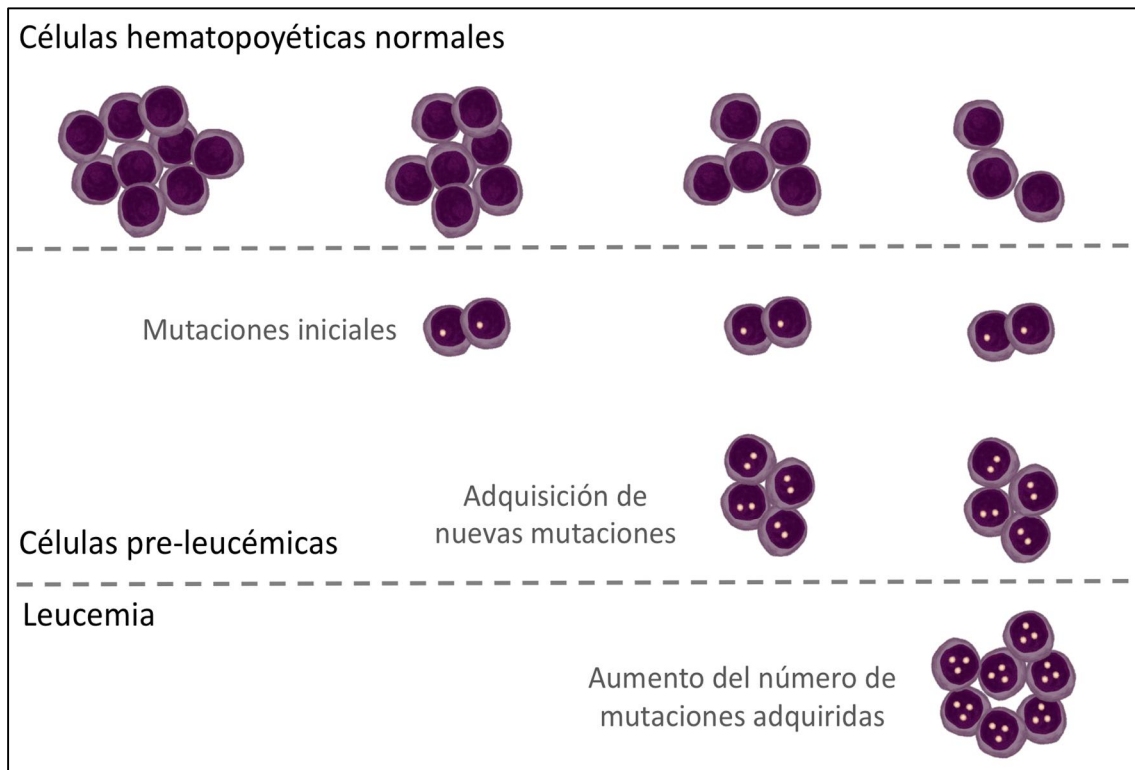 Células hematopoyéticas normales
Mutaciones iniciales
Adquisición de
nuevas mutaciones
Células pre-leucémicas
Leucemia
Aumento del número de
mutaciones adquiridas